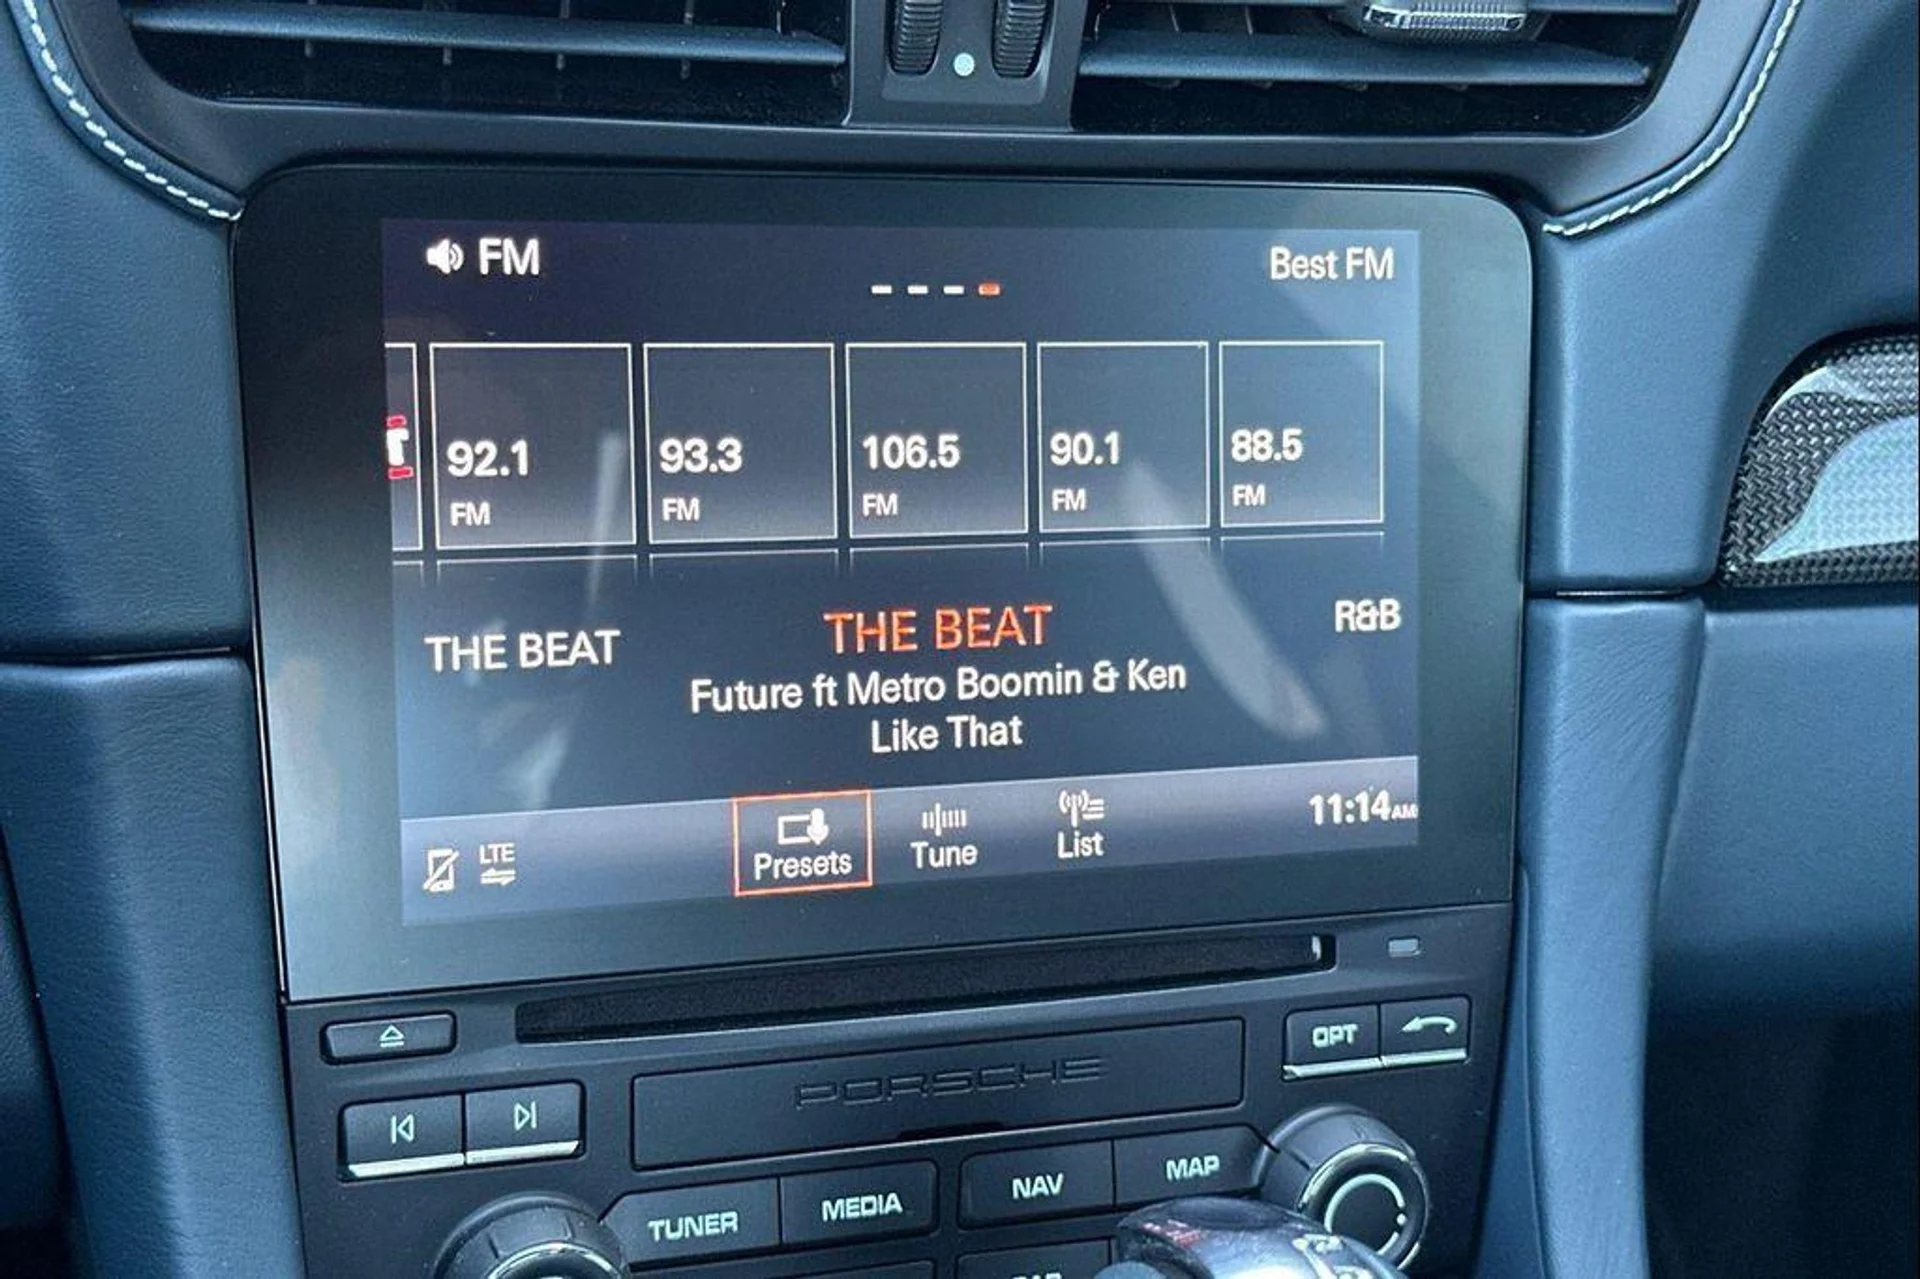 FM
Best FM
T
92.1
FM
93.3
FM
106.5
FM
90.1
FM
88.5
FM
THE BEAT
THE BEAT
R&B
Future ft Metro Boomin & Ken
Like That
LTE
Presets
Tune
List
11:14AM
OPT
PORSCHE
TUNER
MEDIA
NAV
MAP